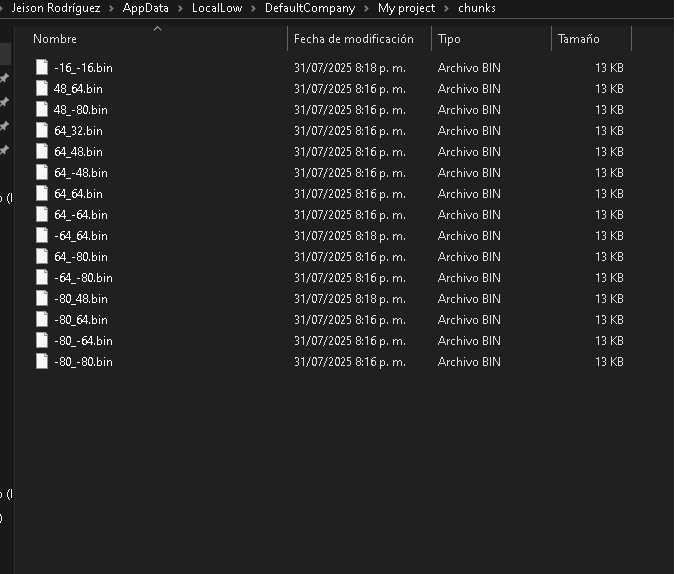 Jeison Rodríguez > AppData > LocalLow > DefaultCompany > My project > chunks
Nombre Fecha de modificación Tipo Tamaño
-16_-16.bin 31/07/2025 8:18 p. m. Archivo BIN 13 KB
48_64.bin 31/07/2025 8:16 p. m. Archivo BIN 13 KB
48_-80.bin 31/07/2025 8:16 p. m. Archivo BIN 13 KB
64_32.bin 31/07/2025 8:16 p. m. Archivo BIN 13 KB
64_48.bin 31/07/2025 8:16 p. m. Archivo BIN 13 KB
64_-48.bin 31/07/2025 8:16 p. m. Archivo BIN 13 KB
64_64.bin 31/07/2025 8:16 p. m. Archivo BIN 13 KB
64_-64.bin 31/07/2025 8:16 p. m. Archivo BIN 13 KB
-64_64.bin 31/07/2025 8:18 p. m. Archivo BIN 13 KB
64_-80.bin 31/07/2025 8:16 p. m. Archivo BIN 13 KB
-64_-80.bin 31/07/2025 8:16 p. m. Archivo BIN 13 KB
-80_48.bin 31/07/2025 8:18 p. m. Archivo BIN 13 KB
-80_64.bin 31/07/2025 8:16 p. m. Archivo BIN 13 KB
-80_-64.bin 31/07/2025 8:16 p. m. Archivo BIN 13 KB
-80_-80.bin 31/07/2025 8:16 p. m. Archivo BIN 13 KB